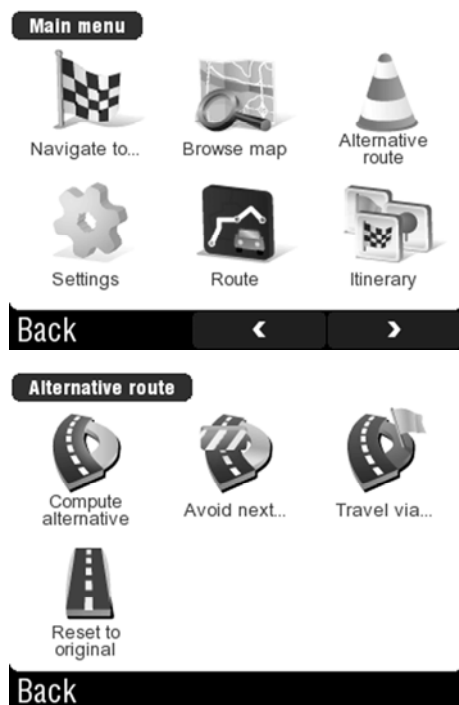 Main menu
Navigate to...
Browse map
Alternative
route
Settings
Route
Itinerary
Back
Alternative route
Compute
alternative
Avoid next...
Travel via...
Reset to
original
Back